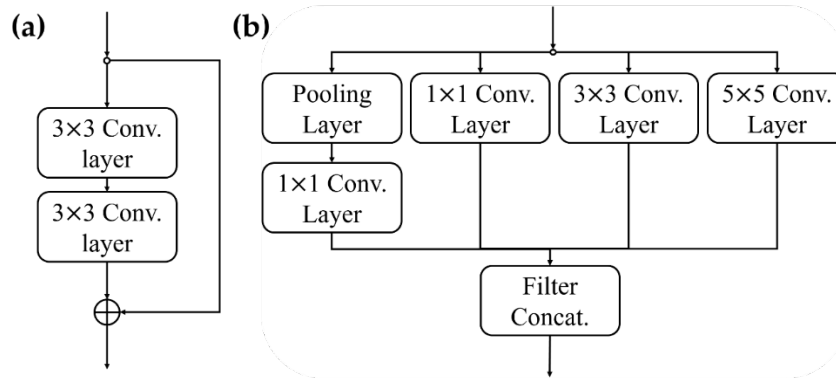 (a)
3×3 Conv.
layer
3×3 Conv.
layer
(b)
Pooling
Layer
1×1 Conv.
Layer
3×3 Conv.
Layer
5×5 Conv.
Layer
1×1 Conv.
Layer
Filter
Concat.